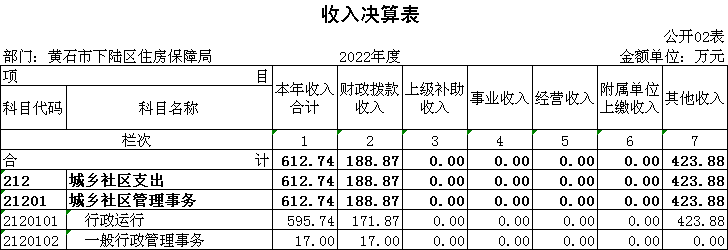 收入决算表
公开02表
部门：黄石市下陆区住房保障局 2022年度 金额单位：万元
项 目 本年收入合计 财政拨款收入 上级补助收入 事业收入 经营收入 附属单位上缴收入 其他收入
科目代码 科目名称
栏次 1 2 3 4 5 6 7
合 计 612.74 188.87 0.00 0.00 0.00 0.00 423.88
212 城乡社区支出 612.74 188.87 0.00 0.00 0.00 0.00 423.88
21201 城乡社区管理事务 612.74 188.87 0.00 0.00 0.00 0.00 423.88
2120101 行政运行 595.74 171.87 0.00 0.00 0.00 0.00 423.88
2120102 一般行政管理事务 17.00 17.00 0.00 0.00 0.00 0.00 0.00